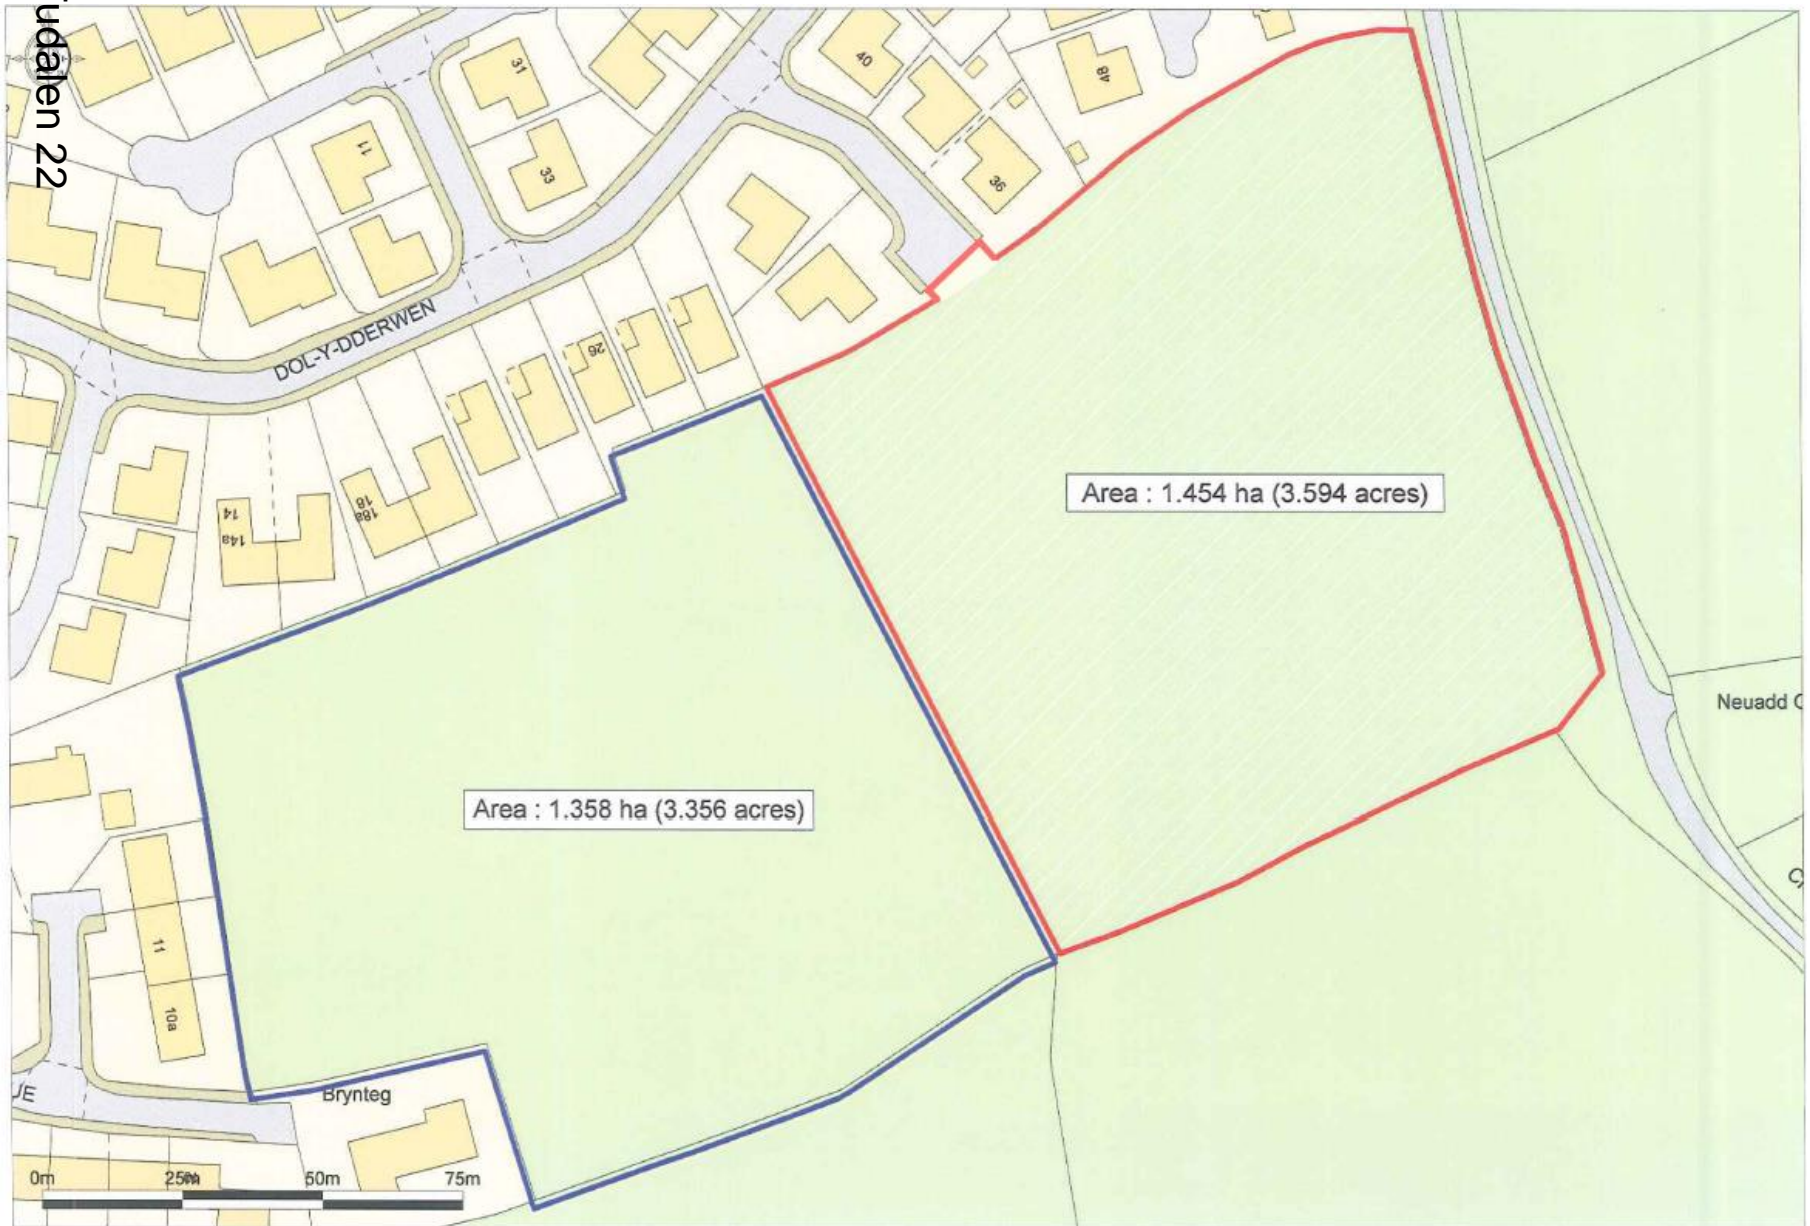 udalen 22
31
40
48
11
33
36
DOL-Y-DDERWEN
26
14
14a
18
18a
Area : 1.454 ha (3.594 acres)
Neuadd
Area : 1.358 ha (3.356 acres)
11
10a
UE
Brynteg
0m
25m
50m
75m